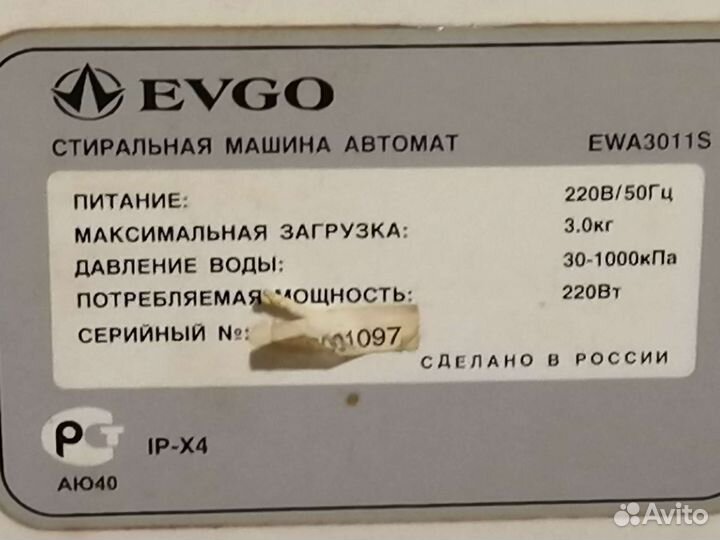 EVGO
СТИРАЛЬНАЯ МАШИНА АВТОМАТ EWA3011S
ПИТАНИЕ: 220В/50Гц
МАКСИМАЛЬНАЯ ЗАГРУЗКА: 3.0кг
ДАВЛЕНИЕ ВОДЫ: 30-1000кПа
ПОТРЕБЛЯЕМАЯ МОЩНОСТЬ: 220Вт
СЕРИЙНЫЙ №:
СДЕЛАНО В РОССИИ
РСТ IP-X4
АЮ40
Avito